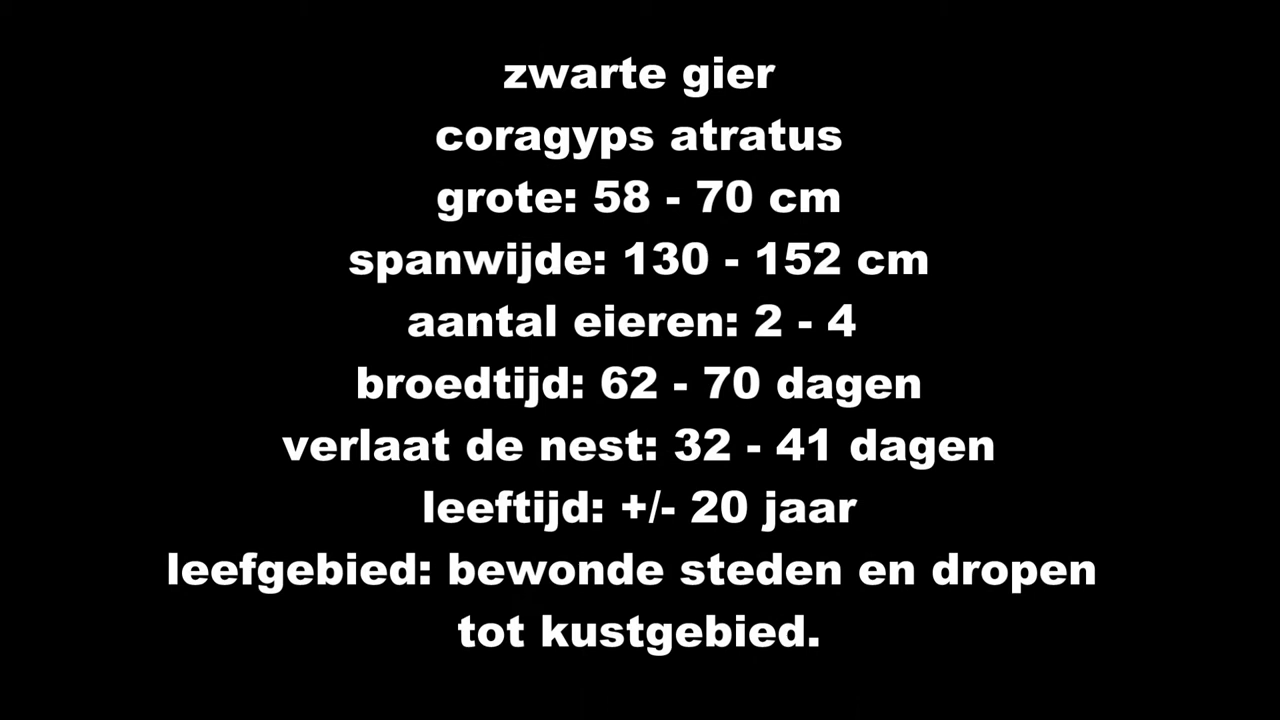 zwarte gier
coragyps atratus
grote: 58 - 70 cm
spanwijde: 130 - 152 cm
aantal eieren: 2 - 4
broedtijd: 62 - 70 dagen
verlaat de nest: 32 - 41 dagen
leeftijd: +/- 20 jaar
leefgebied: bewonde steden en dropen
tot kustgebied.